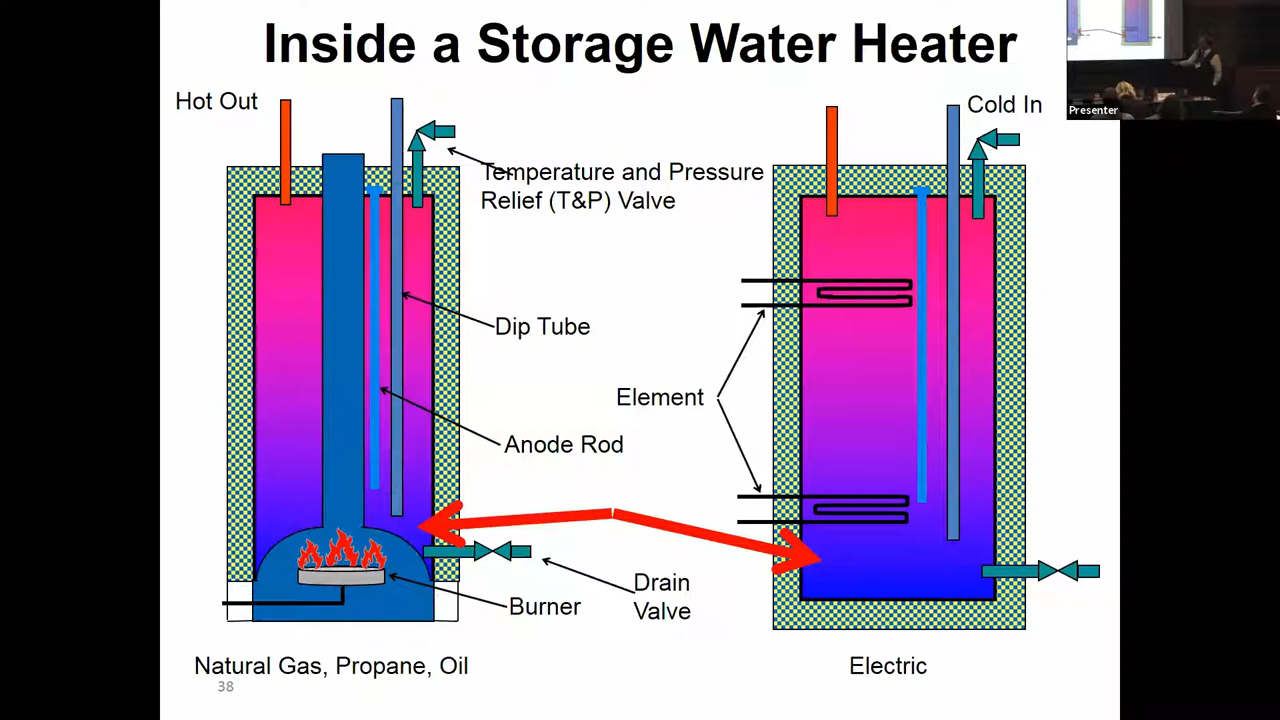 Inside a Storage Water Heater
Hot Out
Cold In
Presenter
Temperature and Pressure
Relief (T&P) Valve
Dip Tube
Element
Anode Rod
Drain
Valve
Burner
Natural Gas, Propane, Oil
Electric
38